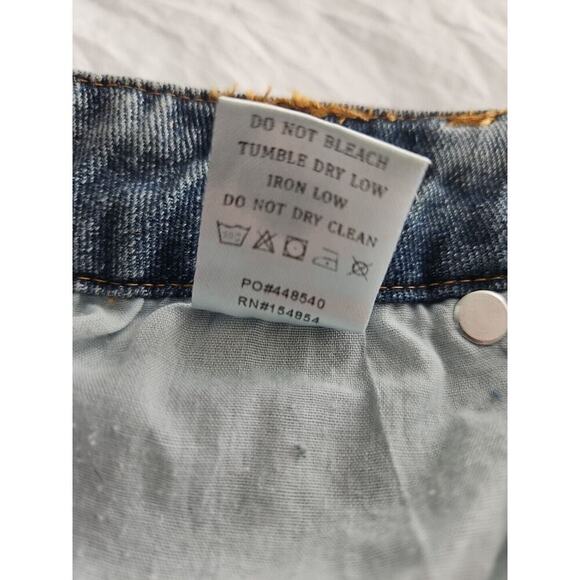 DO NOT BLEACH
TUMBLE DRY LOW
IRON LOW
DO NOT DRY CLEAN
PO#448540
RN#154854